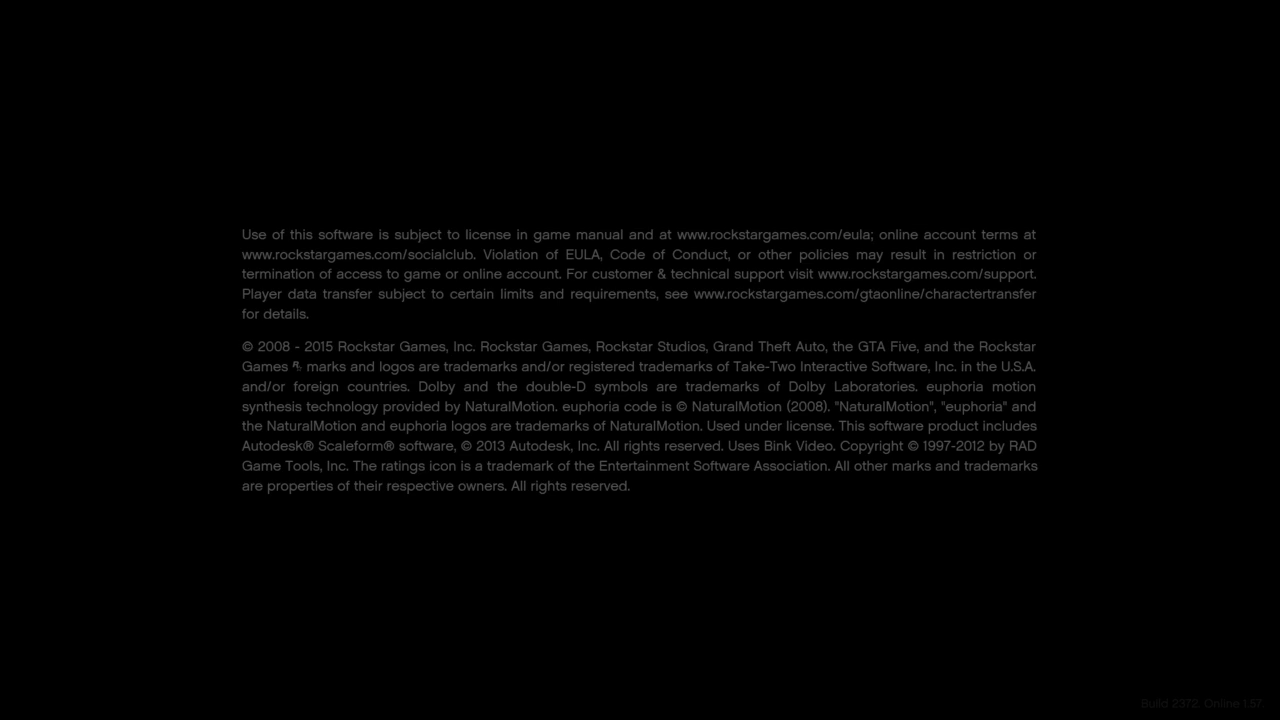 Use of this software is subject to license in game manual and at www.rockstargames.com/eula; online account terms at
www.rockstargames.com/socialclub. Violation of EULA, Code of Conduct, or other policies may result in restriction or
termination of access to game or online account. For customer & technical support visit www.rockstargames.com/support.
Player data transfer subject to certain limits and requirements, see www.rockstargames.com/gtaonline/charactertransfer
for details.
© 2008 - 2015 Rockstar Games, Inc. Rockstar Games, Rockstar Studios, Grand Theft Auto, the GTA Five, and the Rockstar
Games R* marks and logos are trademarks and/or registered trademarks of Take-Two Interactive Software, Inc. in the U.S.A.
and/or foreign countries. Dolby and the double-D symbols are trademarks of Dolby Laboratories. euphoria motion
synthesis technology provided by NaturalMotion. euphoria code is © NaturalMotion (2008). "NaturalMotion", "euphoria" and
the NaturalMotion and euphoria logos are trademarks of NaturalMotion. Used under license. This software product includes
Autodesk® Scaleform® software, © 2013 Autodesk, Inc. All rights reserved. Uses Bink Video. Copyright © 1997-2012 by RAD
Game Tools, Inc. The ratings icon is a trademark of the Entertainment Software Association. All other marks and trademarks
are properties of their respective owners. All rights reserved.
Build 2372, Online 1.57